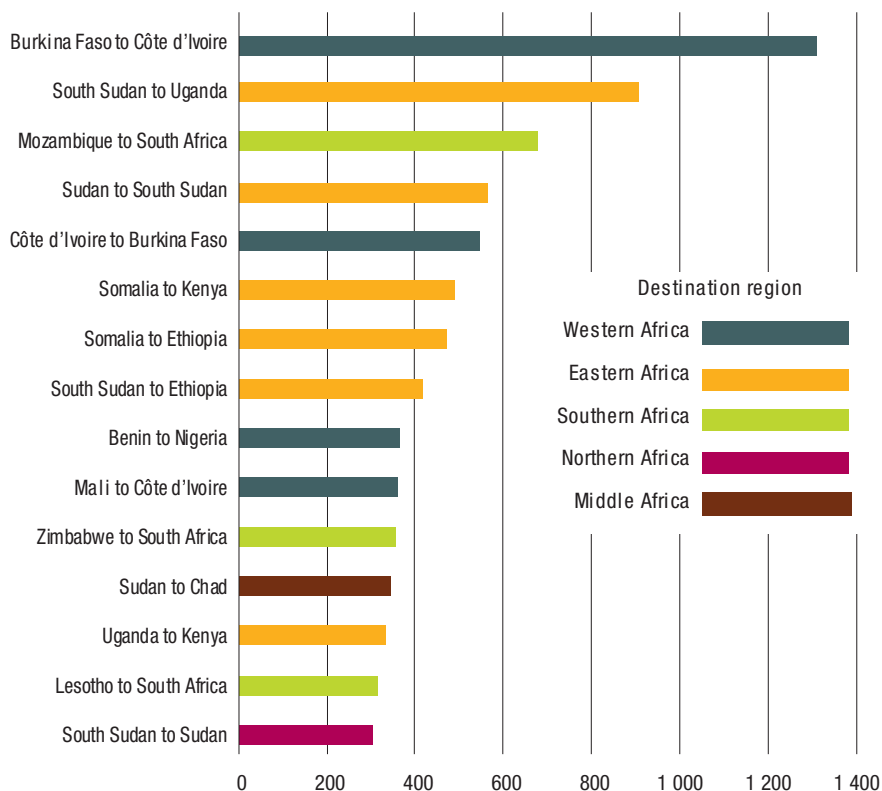 Burkina Faso to Côte d’Ivoire
South Sudan to Uganda
Mozambique to South Africa
Sudan to South Sudan
Côte d’Ivoire to Burkina Faso
Somalia to Kenya
Somalia to Ethiopia
South Sudan to Ethiopia
Benin to Nigeria
Mali to Côte d’Ivoire
Zimbabwe to South Africa
Sudan to Chad
Uganda to Kenya
Lesotho to South Africa
South Sudan to Sudan
Destination region
Western Africa
Eastern Africa
Southern Africa
Northern Africa
Middle Africa
0 200 400 600 800 1 000 1 200 1 400